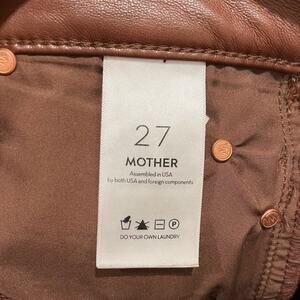 27
MOTHER
Assembled in USA
for both USA and foreign components
P
DO YOUR OWN LAUNDRY